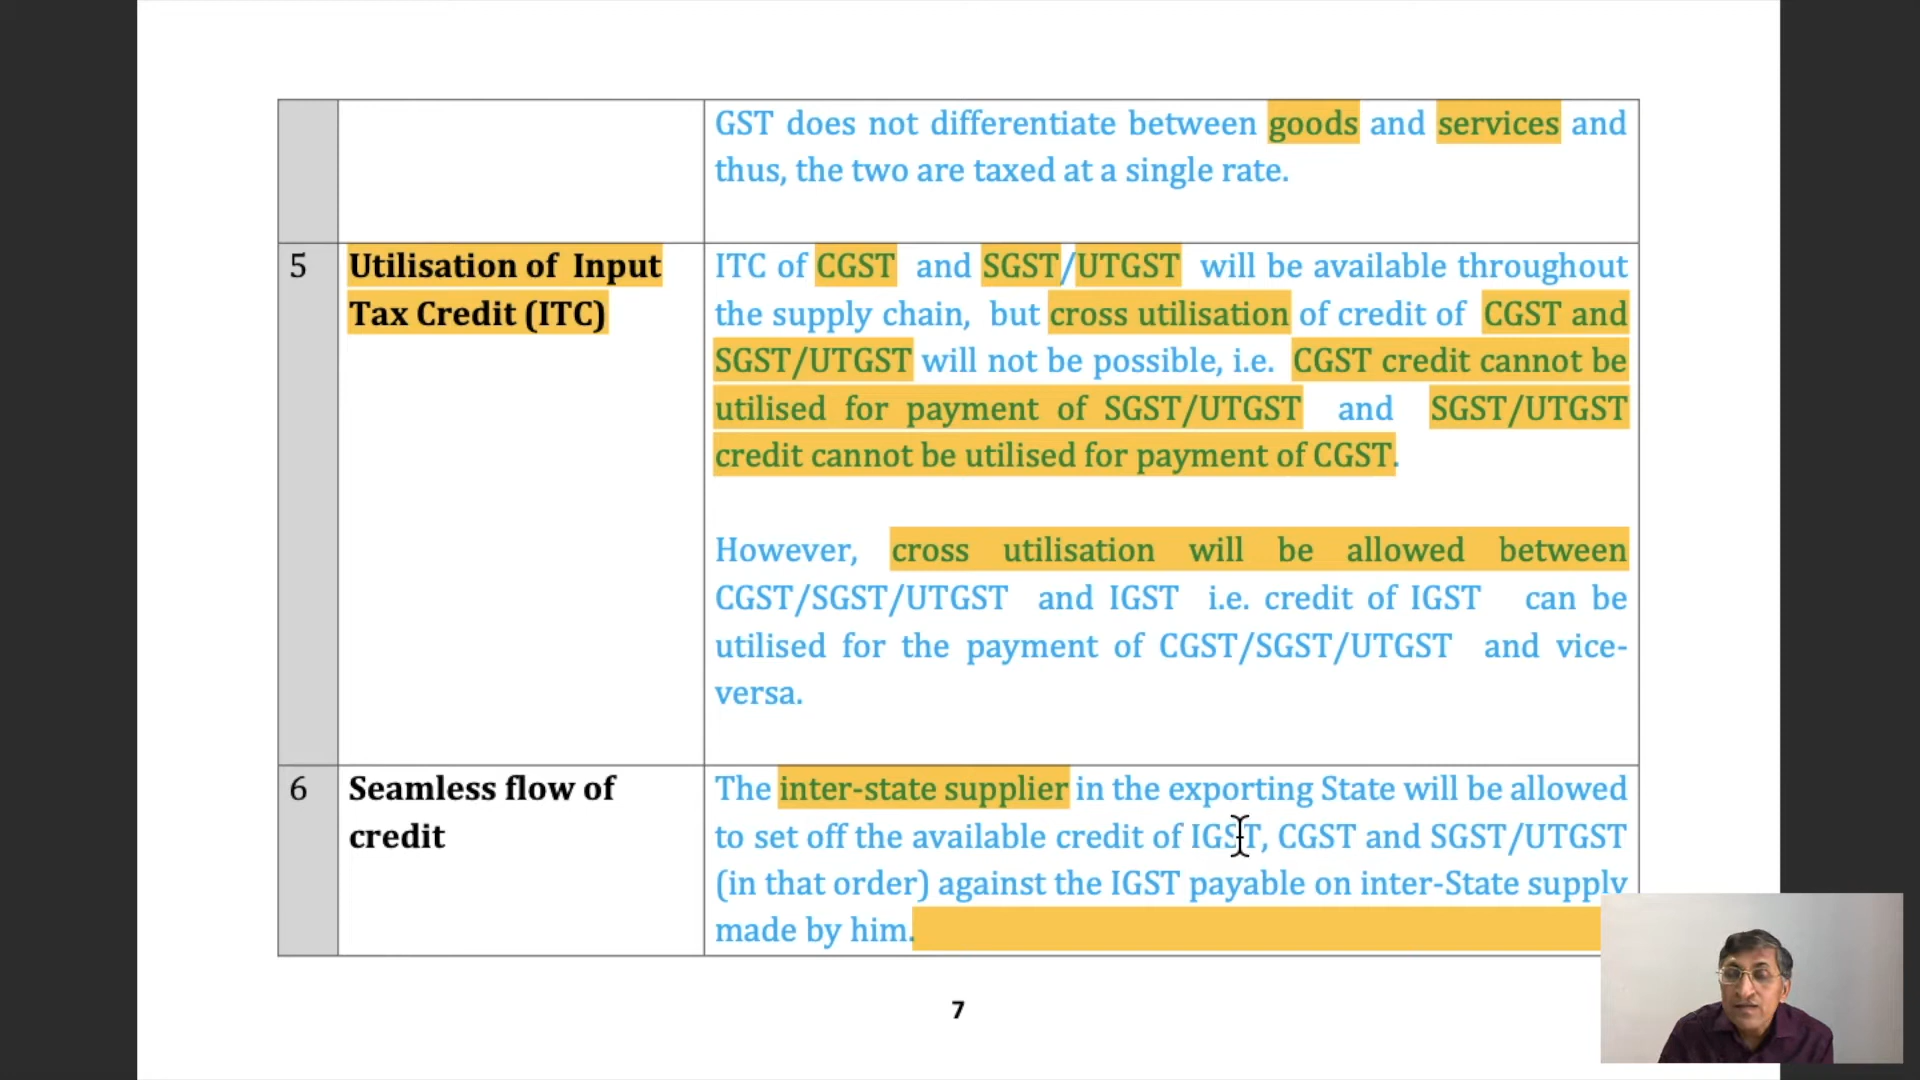 GST does not differentiate between goods and services and
thus, the two are taxed at a single rate.
5
Utilisation of Input
Tax Credit (ITC)
ITC of CGST and SGST/UTGST will be available throughout
the supply chain, but cross utilisation of credit of CGST and
SGST/UTGST will not be possible, i.e. CGST credit cannot be
utilised for payment of SGST/UTGST and SGST/UTGST
credit cannot be utilised for payment of CGST.
However, cross utilisation will be allowed between
CGST/SGST/UTGST and IGST i.e. credit of IGST can be
utilised for the payment of CGST/SGST/UTGST and vice-
versa.
6
Seamless flow of
credit
The inter-state supplier in the exporting State will be allowed
to set off the available credit of IGST, CGST and SGST/UTGST
(in that order) against the IGST payable on inter-State supply
made by him.
7